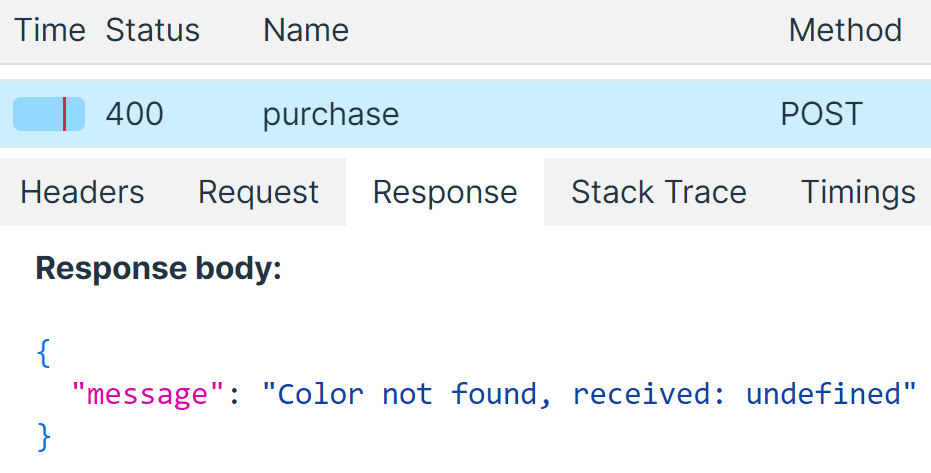 Time Status Name Method
400 purchase POST
Headers Request Response Stack Trace Timings
Response body:
{
"message": "Color not found, received: undefined"
}